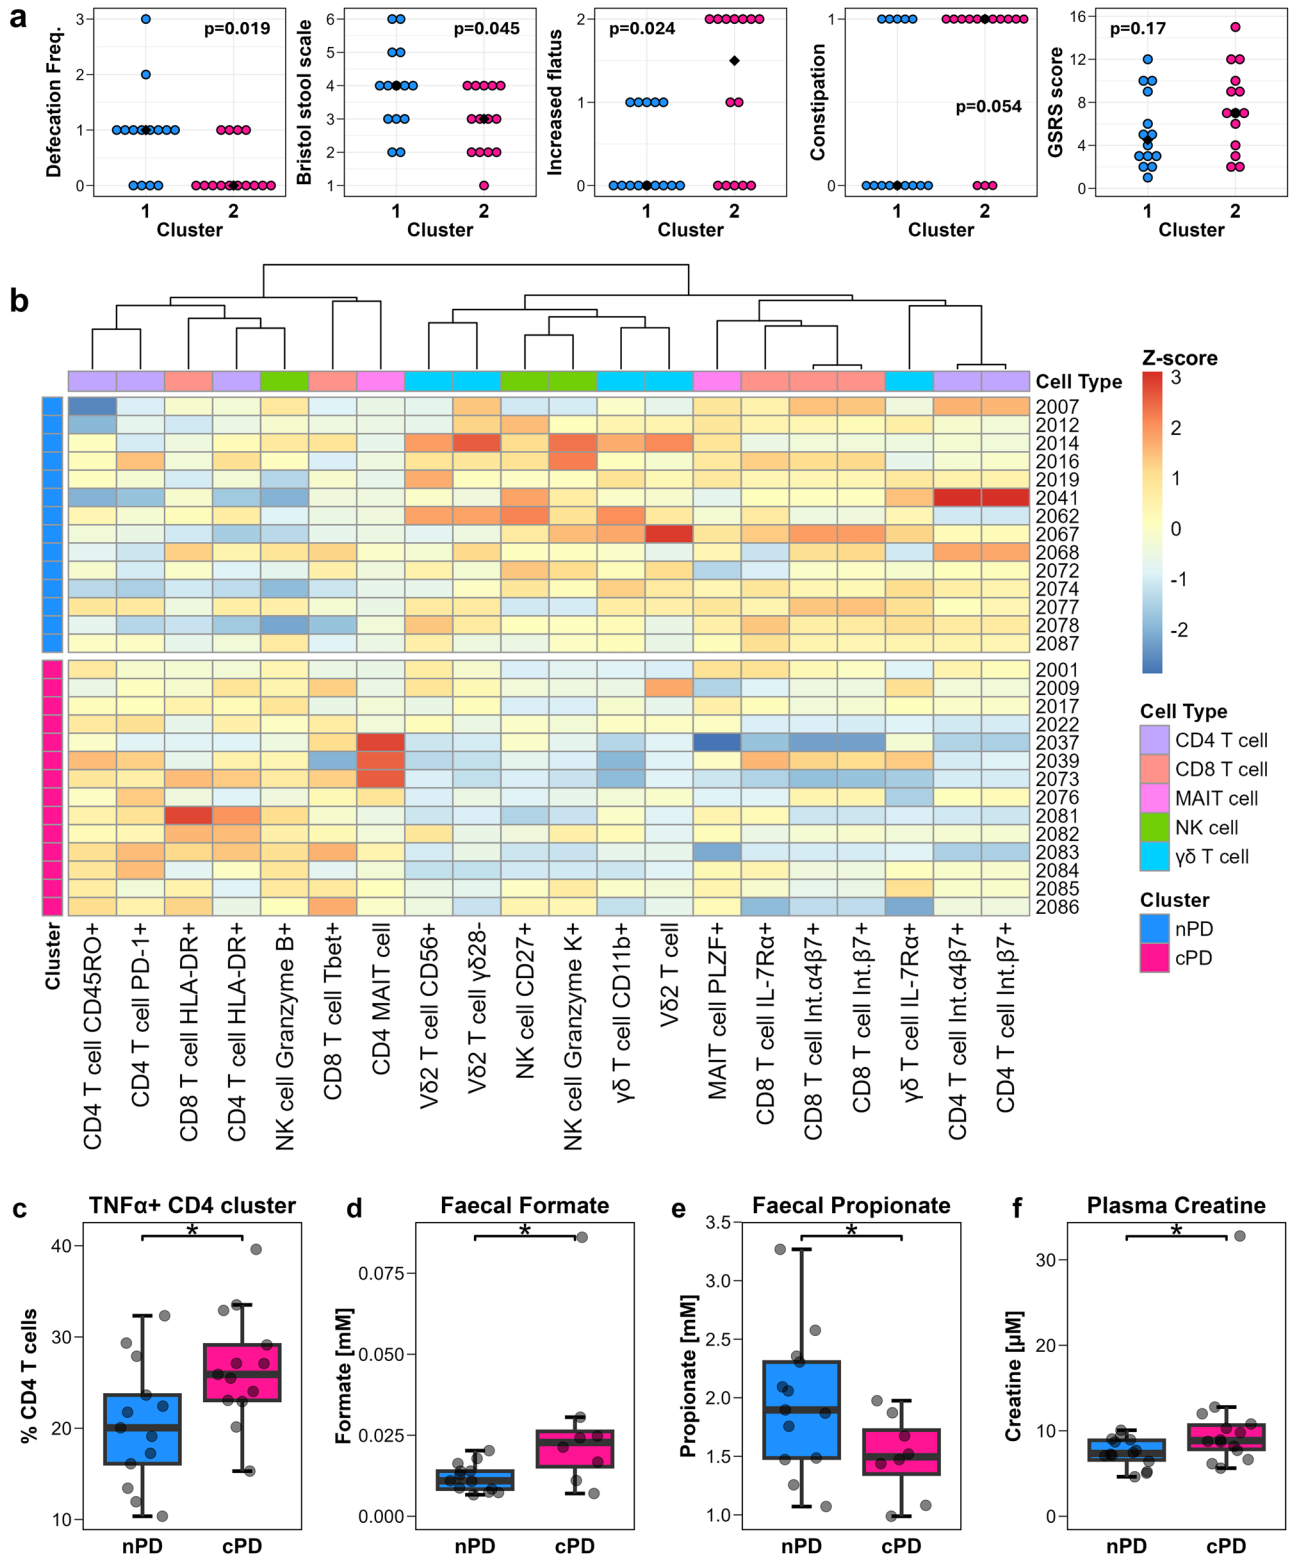 a
Defecation Freq.
3
2
1
0
p=0.019
1
2
Cluster
Bristol stool scale
6
5
4
3
2
1
p=0.045
1
2
Cluster
Increased flatus
2
1
0
p=0.024
1
2
Cluster
Constipation
1
0
p=0.054
1
2
Cluster
GSRS score
16
12
8
4
0
p=0.17
1
2
Cluster
b
Cell Type
2007
2012
2014
2016
2019
2041
2062
2067
2068
2072
2074
2077
2078
2087
2001
2009
2017
2022
2037
2039
2073
2076
2081
2082
2083
2084
2085
2086
Cluster
CD4 T cell CD45RO+
CD4 T cell PD-1+
CD8 T cell HLA-DR+
CD4 T cell HLA-DR+
NK cell Granzyme B+
CD8 T cell Tbet+
CD4 MAIT cell
Vδ2 T cell CD56+
Vδ2 T cell γδ28-
NK cell CD27+
NK cell Granzyme K+
γδ T cell CD11b+
Vδ2 T cell
MAIT cell PLZF+
CD8 T cell IL-7Rα+
CD8 T cell Int.α4β7+
CD8 T cell Int.β7+
γδ T cell IL-7Rα+
CD4 T cell Int.α4β7+
CD4 T cell Int.β7+
Z-score
3
2
1
0
-1
-2
Cell Type
CD4 T cell
CD8 T cell
MAIT cell
NK cell
γδ T cell
Cluster
nPD
cPD
c
TNFα+ CD4 cluster
*
% CD4 T cells
40
30
20
10
nPD
cPD
d
Faecal Formate
*
Formate [mM]
0.075
0.050
0.025
0.000
nPD
cPD
e
Faecal Propionate
*
Propionate [mM]
3.5
3.0
2.5
2.0
1.5
1.0
nPD
cPD
f
Plasma Creatine
*
Creatine [µM]
30
20
10
0
nPD
cPD